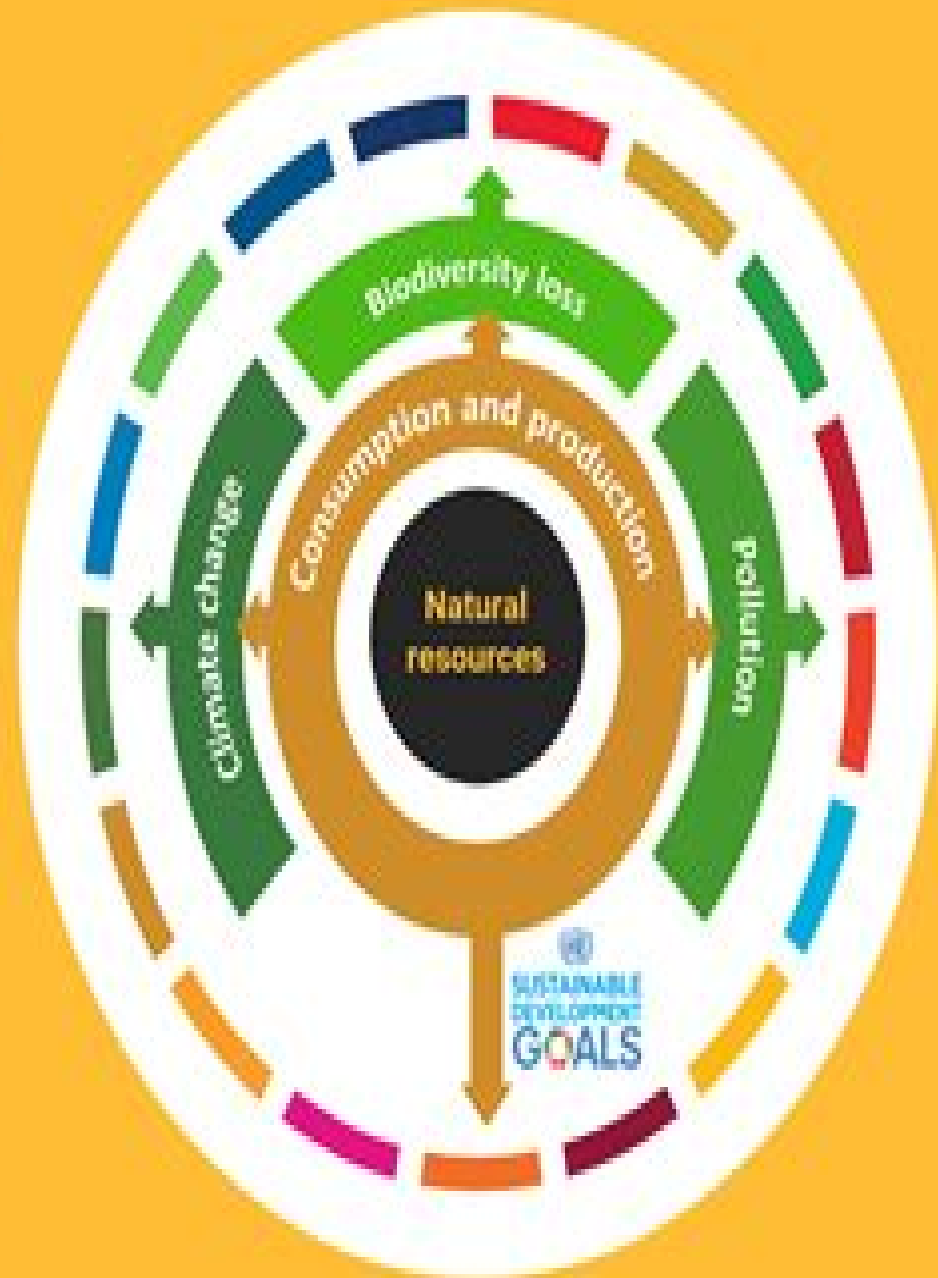 Biodiversity loss
Consumption and production
Climate change
Pollution
Natural
resources
SUSTAINABLE
DEVELOPMENT
GOALS